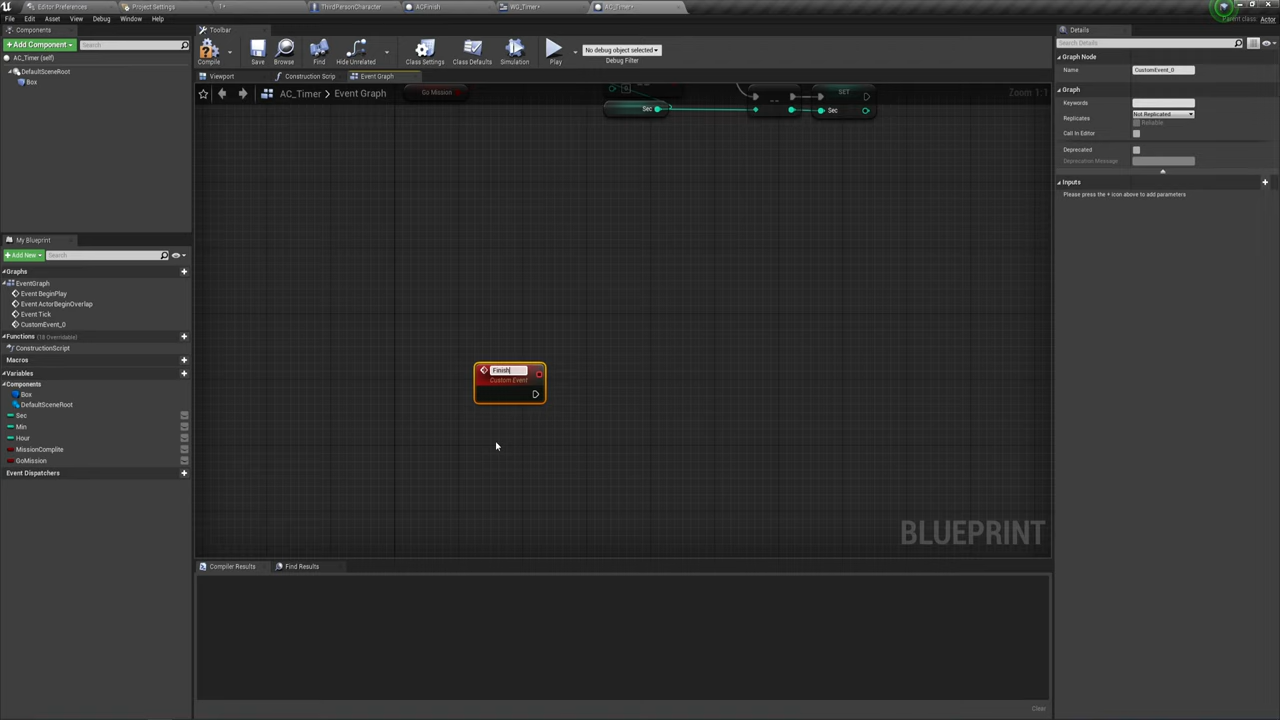 Editor Preferences
Project Settings
ThirdPersonCharacter
ACFinish
WG_Timer*
AC_Timer*
File
Edit
Asset
View
Debug
Window
Help
Parent class: Actor
Components
+Add Component
Search
AC_Timer (self)
DefaultSceneRoot
Box
Toolbar
Compile
Save
Browse
Find
Hide Unrelated
Class Settings
Class Defaults
Simulation
Play
No debug object selected
Debug Filter
Viewport
Construction Scrip
Event Graph
AC_Timer > Event Graph
Zoom 1:1
Go Mission
Sec
SET
Sec
Finish
Custom Event
BLUEPRINT
My Blueprint
+Add New
Search
Graphs
EventGraph
Event BeginPlay
Event ActorBeginOverlap
Event Tick
CustomEvent_0
Functions (18 Overridable)
ConstructionScript
Macros
Variables
Components
Box
DefaultSceneRoot
Sec
Min
Hour
MissionComplite
GoMission
Event Dispatchers
Compiler Results
Find Results
Clear
Details
Search Details
Graph Node
Name
CustomEvent_0
Graph
Keywords
Replicates
Not Replicated
Reliable
Call In Editor
Deprecated
Deprecation Message
Inputs
Please press the + icon above to add parameters